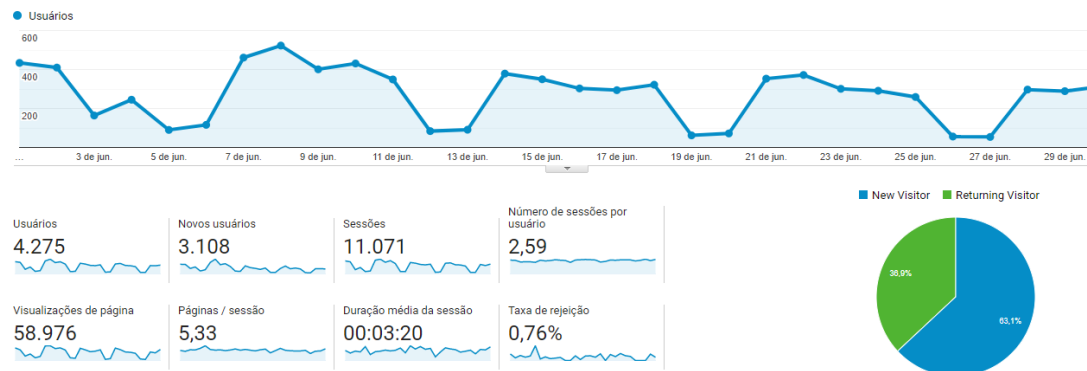 Usuários
600
400
200
...
3 de jun.
5 de jun.
7 de jun.
9 de jun.
11 de jun.
13 de jun.
15 de jun.
17 de jun.
19 de jun.
21 de jun.
23 de jun.
25 de jun.
27 de jun.
29 de jun.
New Visitor
Returning Visitor
Usuários
4.275
Novos usuários
3.108
Sessões
11.071
Número de sessões por
usuário
2,59
Visualizações de página
58.976
Páginas / sessão
5,33
Duração média da sessão
00:03:20
Taxa de rejeição
0,76%
36,9%
63,1%